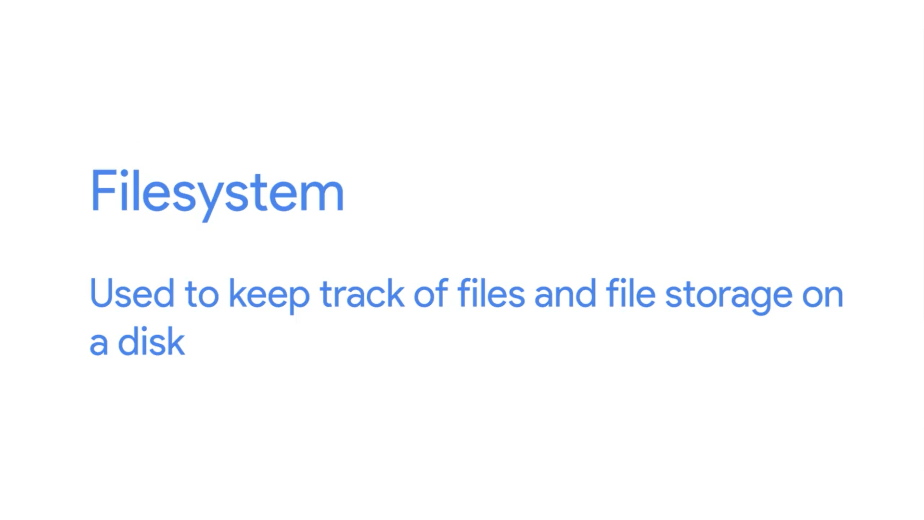 Filesystem
Used to keep track of files and file storage on
a disk